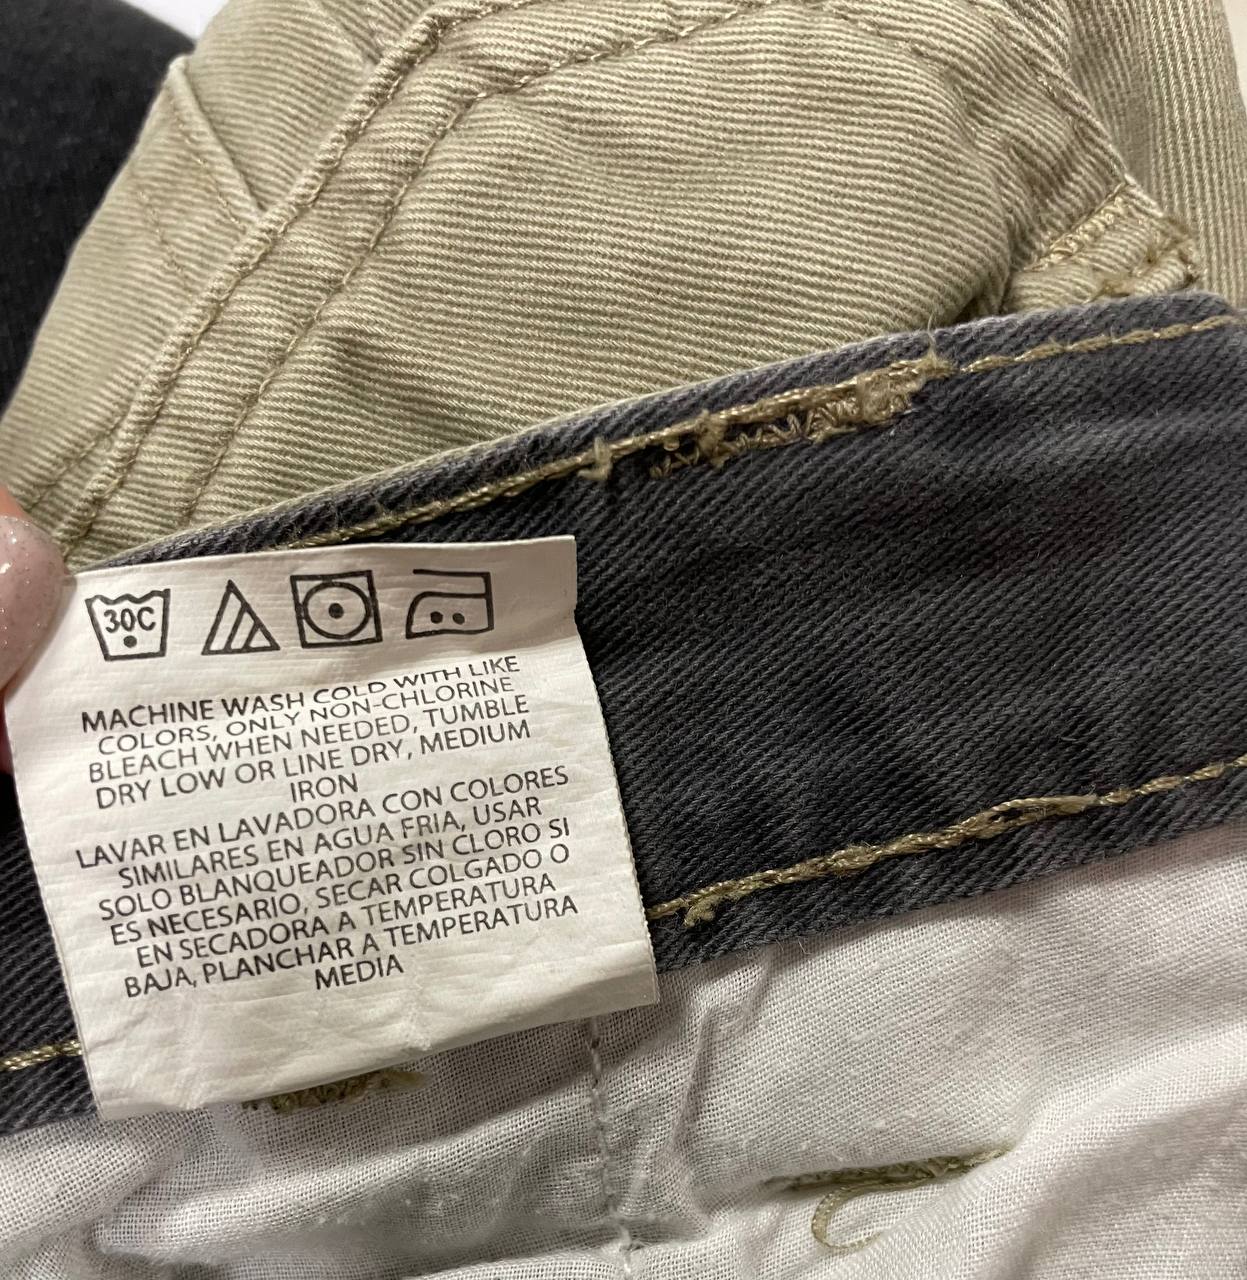 30C
MACHINE WASH COLD WITH LIKE
COLORS, ONLY NON-CHLORINE
BLEACH WHEN NEEDED, TUMBLE
DRY LOW OR LINE DRY, MEDIUM
IRON
LAVAR EN LAVADORA CON COLORES
SIMILARES EN AGUA FRIA, USAR
SOLO BLANQUEADOR SIN CLORO SI
ES NECESARIO, SECAR COLGADO O
EN SECADORA A TEMPERATURA
BAJA, PLANCHAR A TEMPERATURA
MEDIA